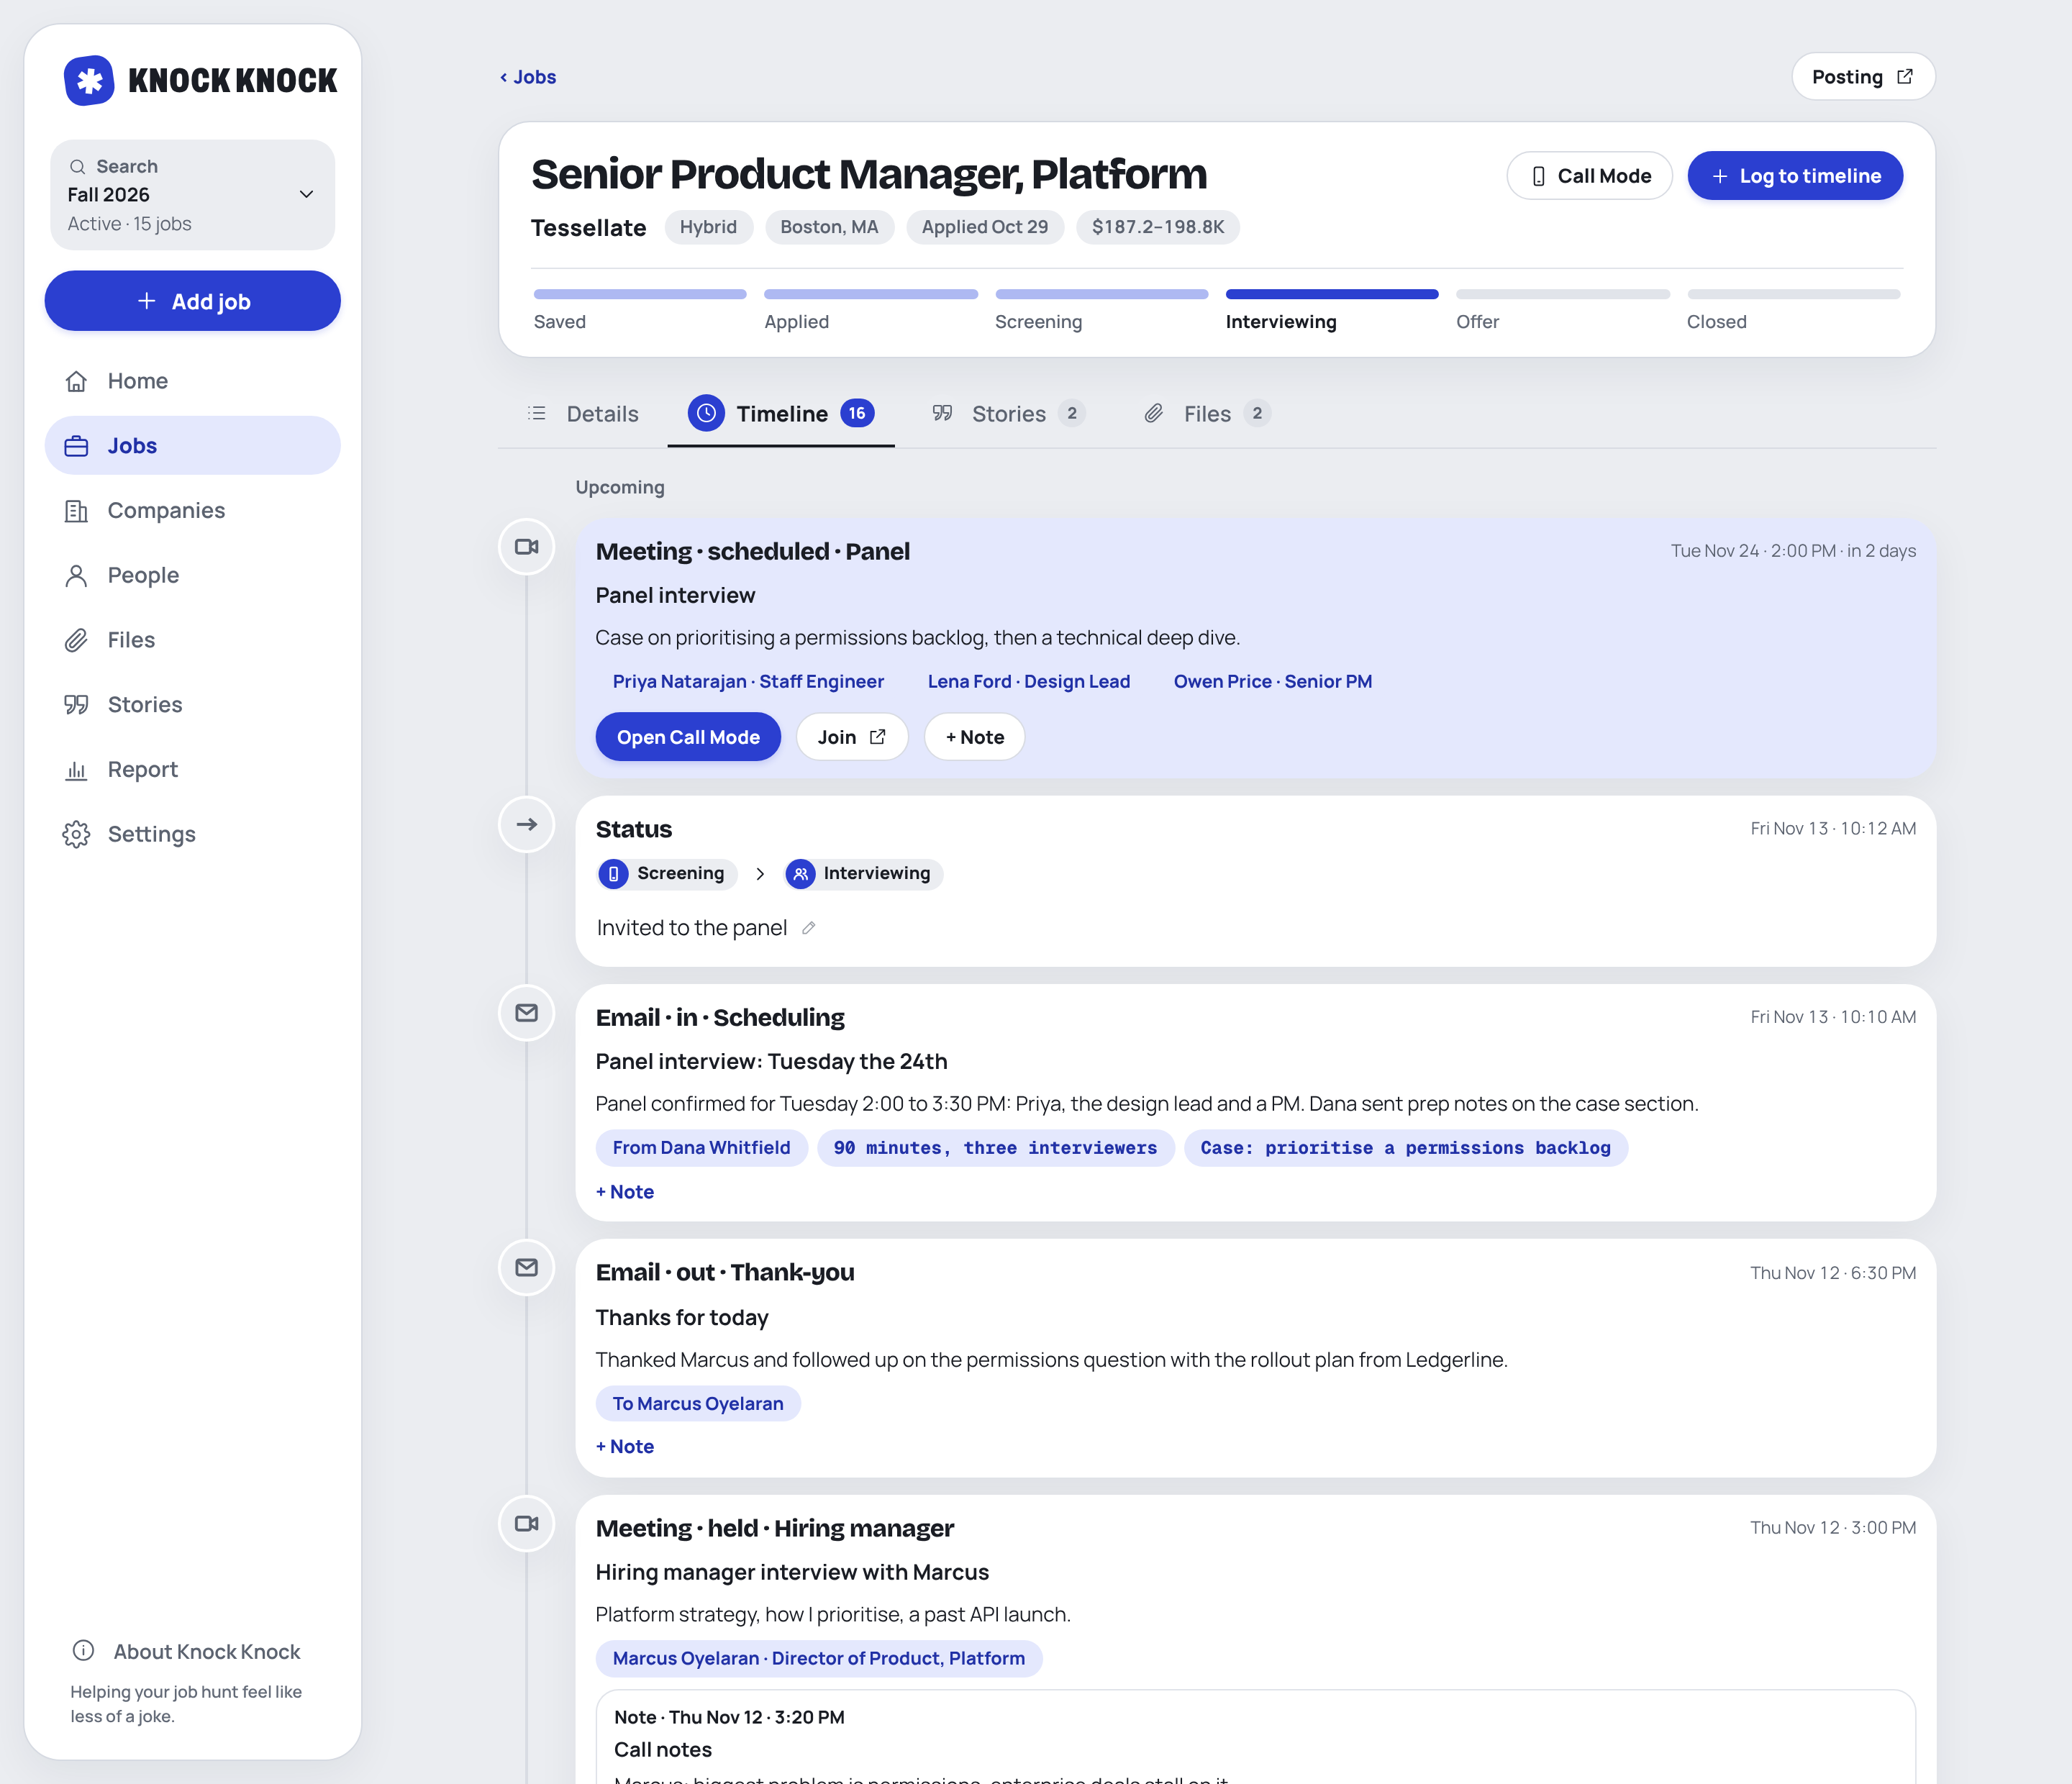 KNOCK KNOCK
Search
Fall 2026
Active · 15 jobs
+ Add job
Home
Jobs
Companies
People
Files
Stories
Report
Settings
About Knock Knock
Helping your job hunt feel like
less of a joke.
‹ Jobs
Posting
Senior Product Manager, Platform
Call Mode
+ Log to timeline
Tessellate
Hybrid
Boston, MA
Applied Oct 29
$187.2–198.8K
Saved
Applied
Screening
Interviewing
Offer
Closed
Details
Timeline 16
Stories 2
Files 2
Upcoming
Meeting · scheduled · Panel
Tue Nov 24 · 2:00 PM · in 2 days
Panel interview
Case on prioritising a permissions backlog, then a technical deep dive.
Priya Natarajan · Staff Engineer
Lena Ford · Design Lead
Owen Price · Senior PM
Open Call Mode
Join
+ Note
Status
Fri Nov 13 · 10:12 AM
Screening > Interviewing
Invited to the panel
Email · in · Scheduling
Fri Nov 13 · 10:10 AM
Panel interview: Tuesday the 24th
Panel confirmed for Tuesday 2:00 to 3:30 PM: Priya, the design lead and a PM. Dana sent prep notes on the case section.
From Dana Whitfield
90 minutes, three interviewers
Case: prioritise a permissions backlog
+ Note
Email · out · Thank-you
Thu Nov 12 · 6:30 PM
Thanks for today
Thanked Marcus and followed up on the permissions question with the rollout plan from Ledgerline.
To Marcus Oyelaran
+ Note
Meeting · held · Hiring manager
Thu Nov 12 · 3:00 PM
Hiring manager interview with Marcus
Platform strategy, how I prioritise, a past API launch.
Marcus Oyelaran · Director of Product, Platform
Note · Thu Nov 12 · 3:20 PM
Call notes
Marcus: biggest problem is permissions, enterprise deals stall on it